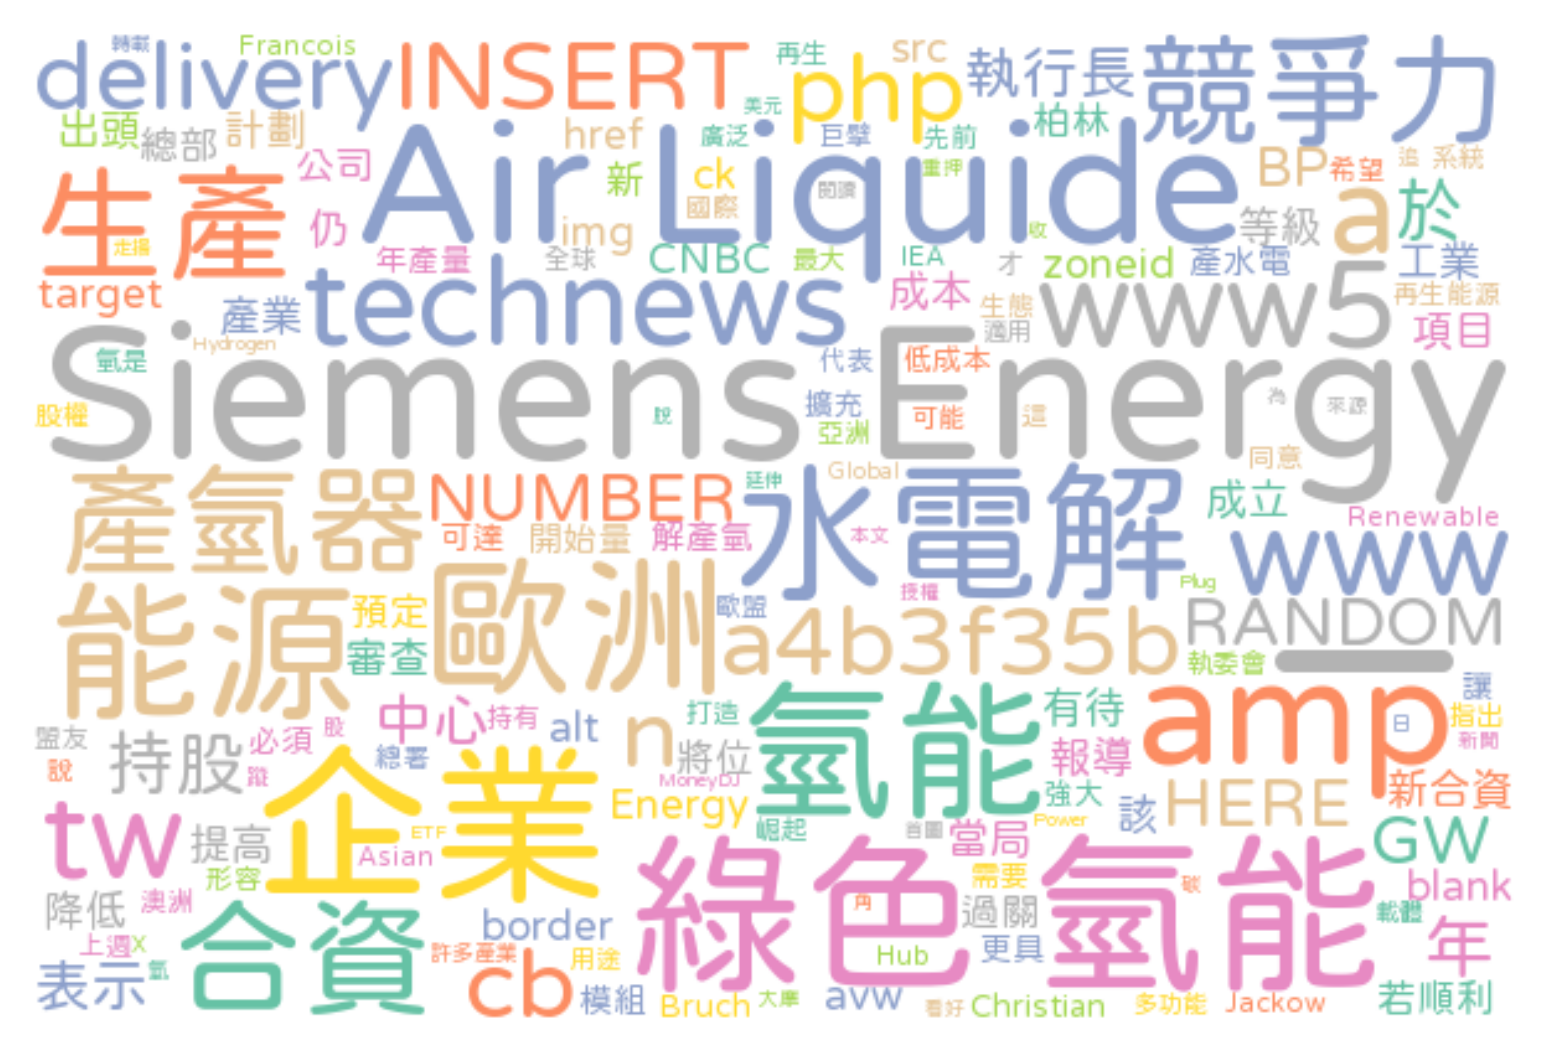 轉載 Francois
delivery INSERT 再生 src 執行長 競爭力
php
美元
出頭 總部 計劃 href 廣泛 巨擘 先前 柏林
公司 Air Liquide 重押 BP 希望 追 系統
生產 新 ck 閱讀 a 於
仍 img 國際 等級
走揚 年產量 全球 CNBC 最大 IEA 收 才 zoneid 產水電 工業
target 產業 technews 成本 生態 www5 再生能源
Hydrogen 適用 項目
氫是 Siemens Energy 代表 低成本
股權 說 擴充 可能 這 為 來源
亞洲 同意
產氫器 NUMBER 延伸 Global 水電解 成立
可達 開始量 解產氫 本文 Renewable
www
能源 預定 歐洲 歐盟 授權 Plug
審查 a4b3f35b RANDOM
執委會 _
中心 持有 alt n 打造 氫能 有待 amp 日 讓
盟友 持股 必須 股 總署 將位 報導 指出
說 蹤 MoneyDJ 新聞
企業 Energy 強大 該 HERE 新合資
tw 提高 ETF 崛起 首圖 當局 Power GW
形容 Asian 綠色氫能
降低 澳洲 需要 碳 blank
合資 border 角 過關 載體
上週 X 許多產業 用途 Hub 更具 年
表示 氫 cb 模組 Bruch 大摩 avw 看好 Christian 多功能 Jackow 若順利